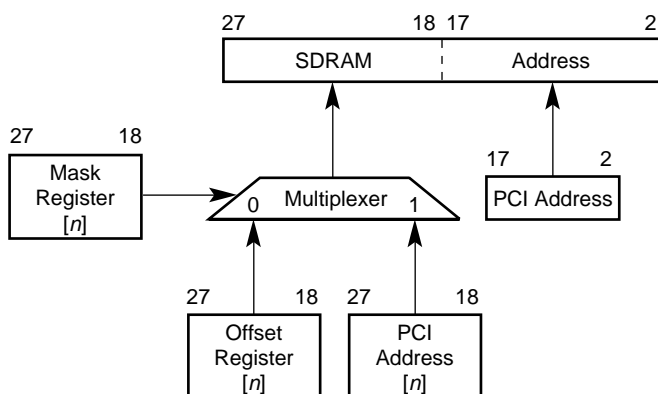 27 18 17 2
SDRAM Address
27 18
Mask
Register
[n]
17 2
PCI Address
Multiplexer
0 1
27 18
Offset
Register
[n]
27 18
PCI
Address
[n]